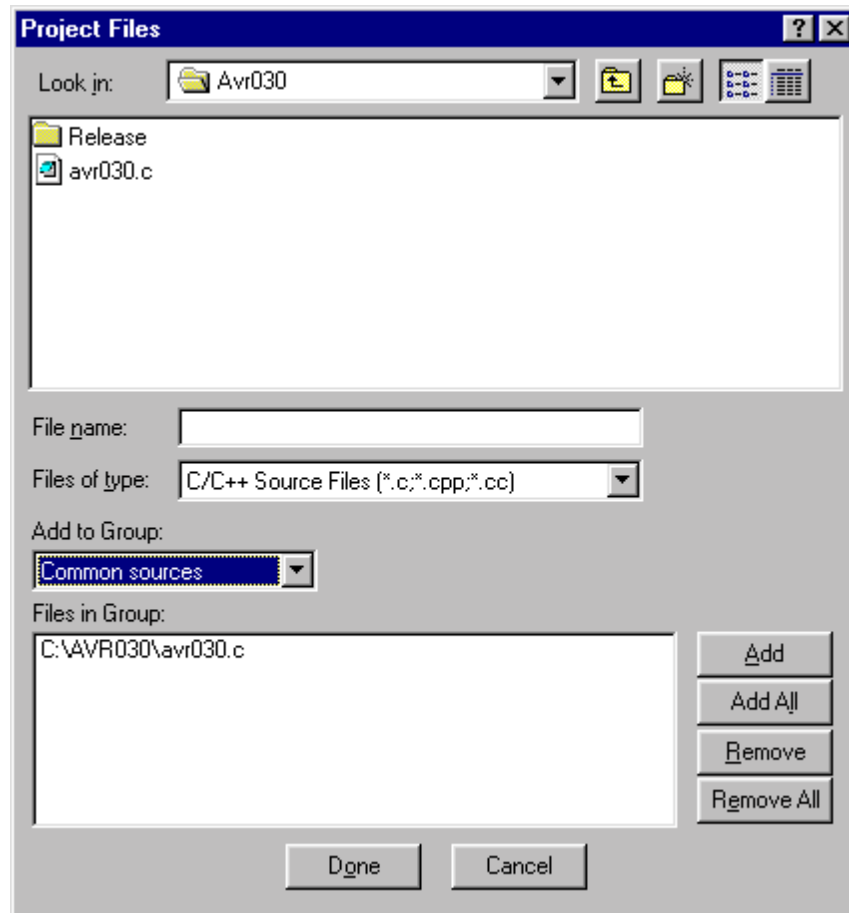 Project Files
Look in: Avr030
Release
avr030.c
File name:
Files of type: C/C++ Source Files (*.c;*.cpp;*.cc)
Add to Group:
Common sources
Files in Group:
C:\AVR030\avr030.c
Add
Add All
Remove
Remove All
Done Cancel